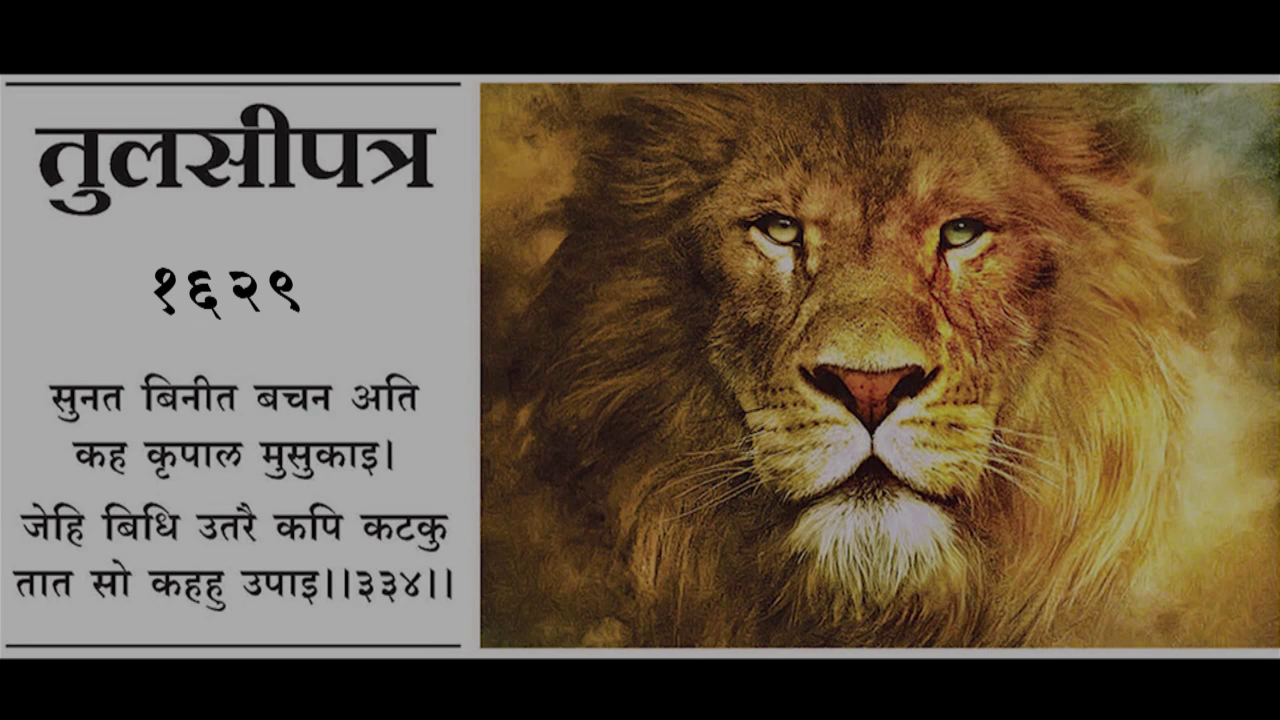 तुलसीपत्र
१६२९
सुनत बिनीत बचन अति
कह कृपाल मुसुकाइ।
जेहि बिधि उतरै कपि कटकु
तात सो कहहु उपाइ।।३३४।।